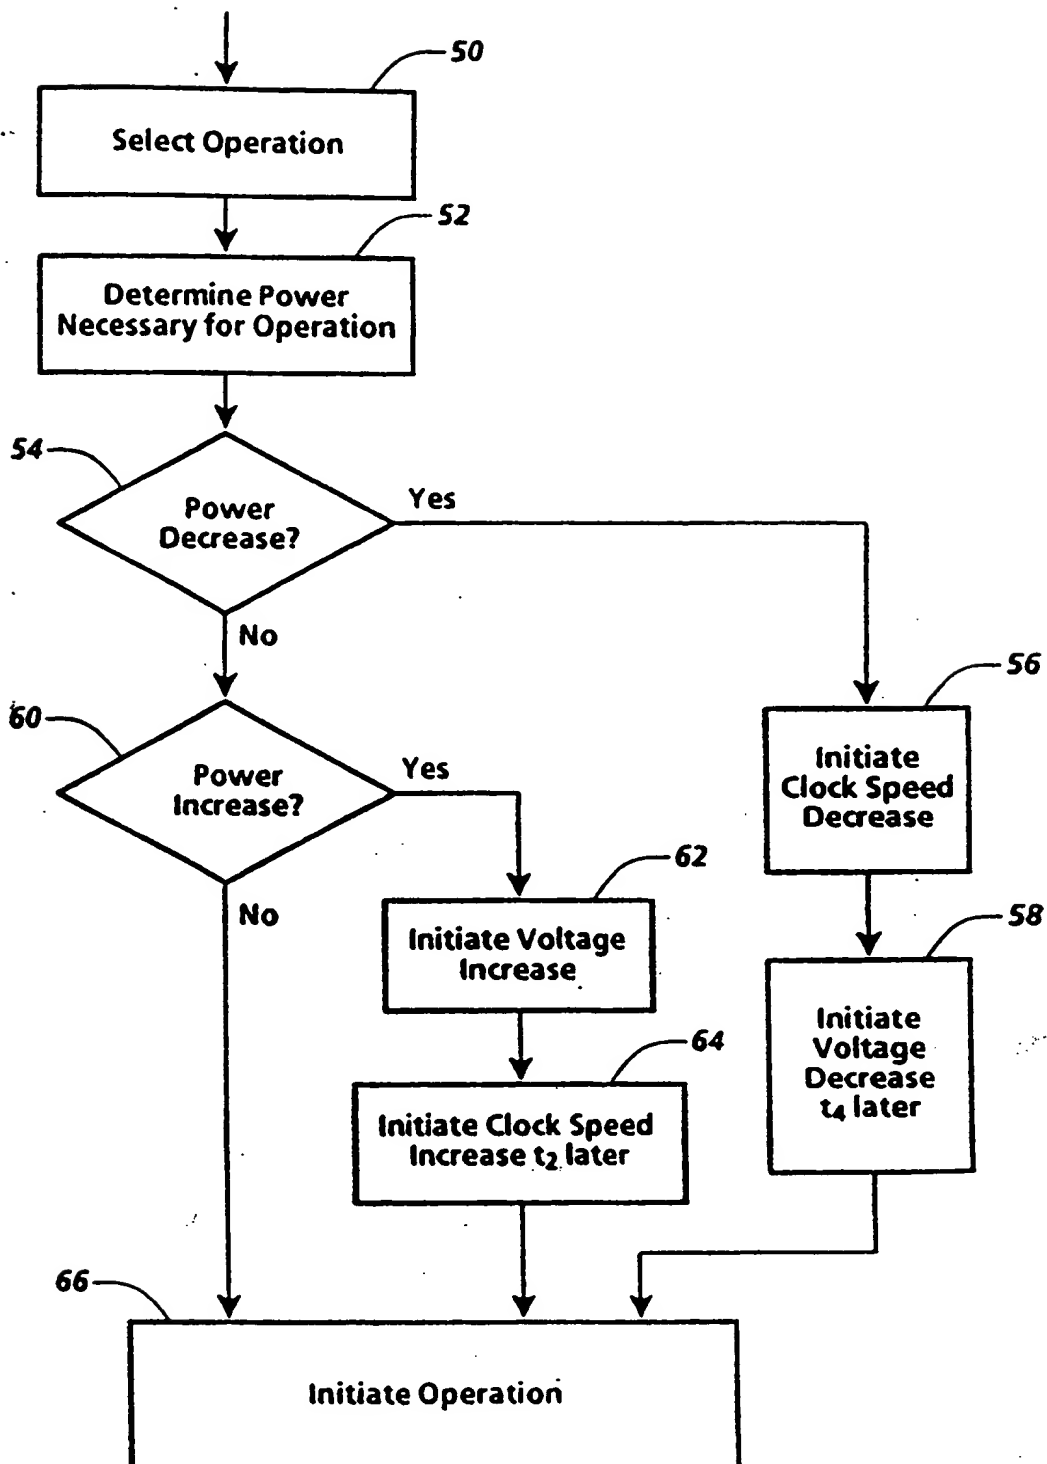 50
Select Operation
52
Determine Power
Necessary for Operation
54
Power
Decrease?
Yes
No
56
Initiate
Clock Speed
Decrease
60
Power
Increase?
Yes
No
62
Initiate Voltage
Increase
58
Initiate
Voltage
Decrease
t4 later
64
Initiate Clock Speed
Increase t2 later
66
Initiate Operation